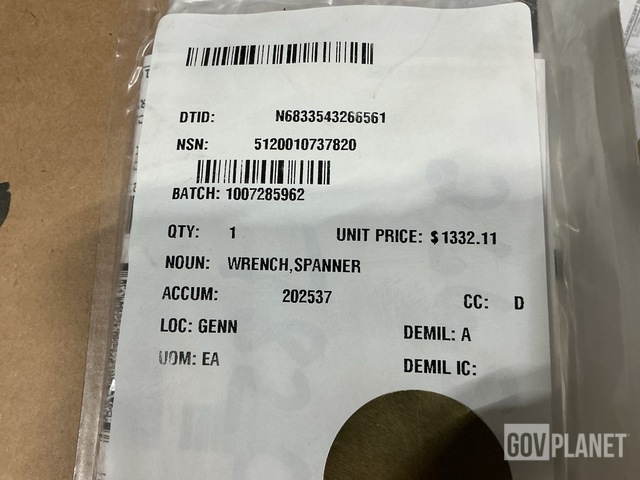 DTID: N6833543266561
NSN: 5120010737820
BATCH: 1007285962
QTY: 1 UNIT PRICE: $1332.11
NOUN: WRENCH,SPANNER
ACCUM: 202537 CC: D
LOC: GENN DEMIL: A
UOM: EA DEMIL IC:
GOVPLANET